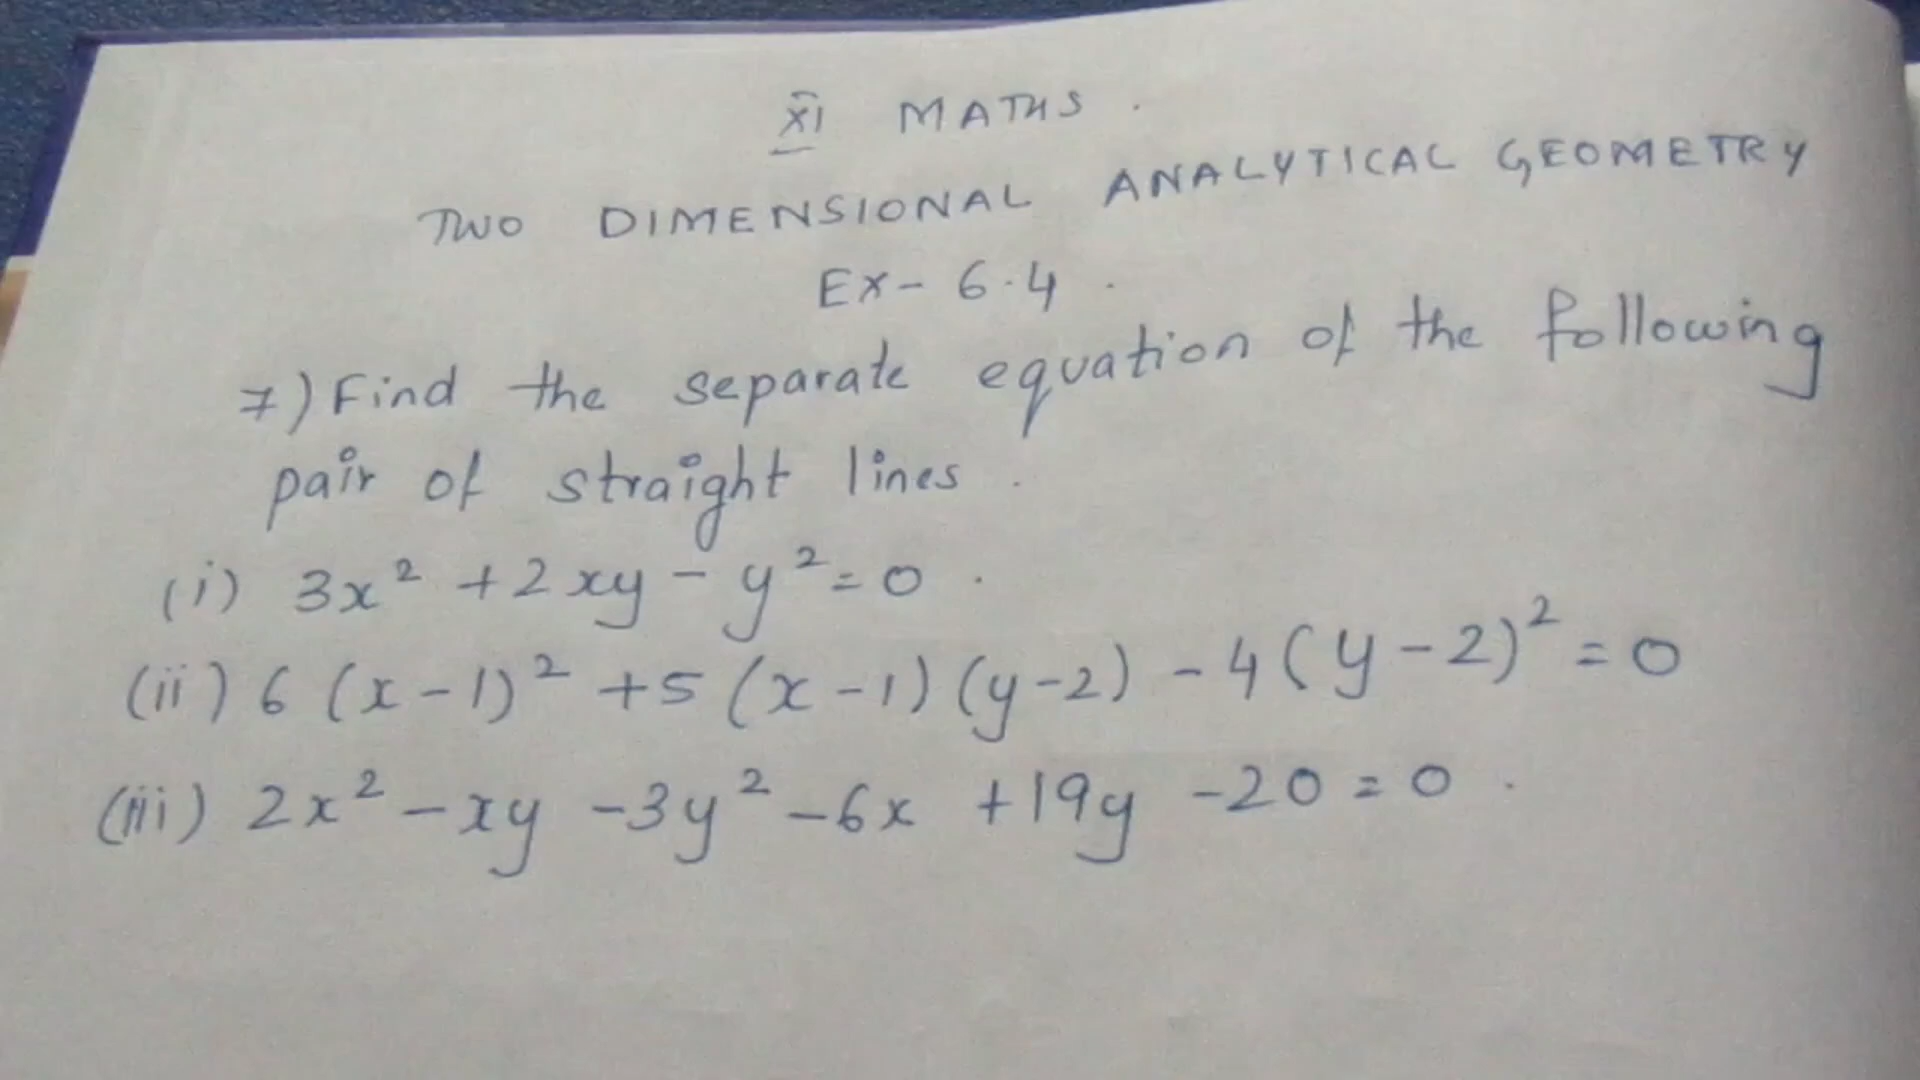 XI MATHS.
TWO DIMENSIONAL ANALYTICAL GEOMETRY
EX- 6.4.
7) Find the separate equation of the following
pair of straight lines.
(i) 3x² + 2xy - y² = 0.
(ii) 6(x-1)² + 5(x-1)(y-2) - 4(y-2)² = 0
(iii) 2x² - xy - 3y² - 6x + 19y - 20 = 0.